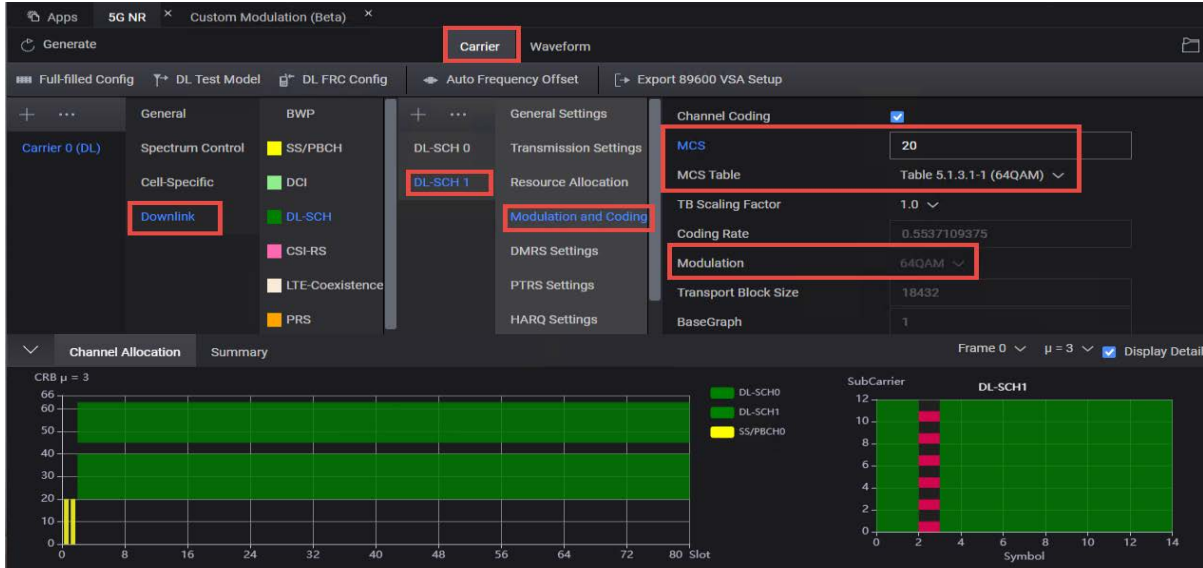 Apps 5G NR × Custom Modulation (Beta) ×
Generate Carrier Waveform
Full-filled Config DL Test Model DL FRC Config Auto Frequency Offset Export 89600 VSA Setup
+ ... General BWP + ... General Settings Channel Coding
Carrier 0 (DL) Spectrum Control SS/PBCH DL-SCH 0 Transmission Settings MCS 20
Cell-Specific DCI DL-SCH 1 Resource Allocation MCS Table Table 5.1.3.1-1 (64QAM)
Downlink DL-SCH Modulation and Coding TB Scaling Factor 1.0
CSI-RS DMRS Settings Coding Rate 0.5537109375
LTE-Coexistence PTRS Settings Modulation 64QAM
PRS HARQ Settings Transport Block Size 18432
BaseGraph 1
Channel Allocation Summary Frame 0 μ = 3 Display Detail
CRB μ = 3
66
60
50
40
30
20
10
0
0 8 16 24 32 40 48 56 64 72 80 Slot
DL-SCH0
DL-SCH1
SS/PBCH0
SubCarrier DL-SCH1
12
10
8
6
4
2
0
0 2 4 6 8 10 12 14
Symbol